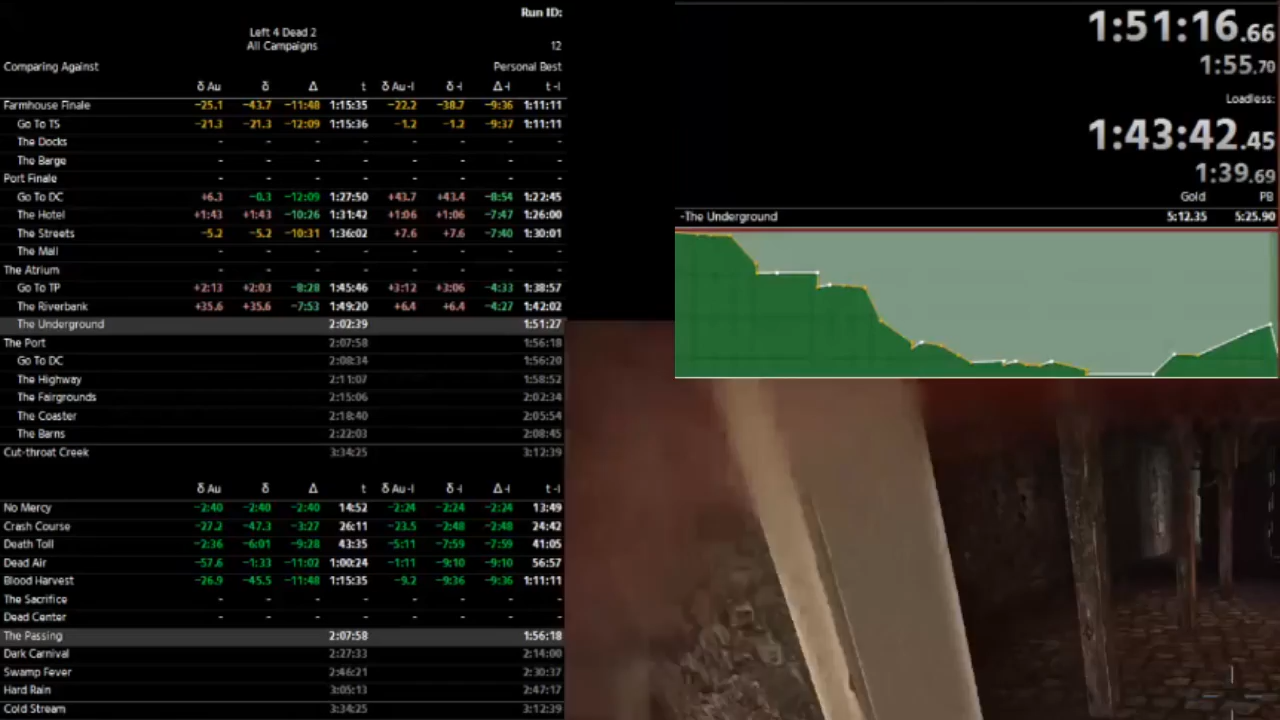 Run ID:
Left 4 Dead 2
All Campaigns
12
Comparing Against Personal Best
δ Au δ Δ t δ Au-l δ -l Δ -l t -l
Farmhouse Finale −25.1 −43.7 −11:48 1:15:35 −22.2 −38.7 −9:36 1:11:11
Go To TS −21.3 −21.3 −12:09 1:15:36 −1.2 −1.2 −9:37 1:11:11
The Docks - - - - - - - -
The Barge - - - - - - - -
Port Finale - - - - - - - -
Go To DC +6.3 −0.3 −12:09 1:27:50 +43.7 +43.4 −8:54 1:22:45
The Hotel +1:43 +1:43 −10:26 1:31:42 +1:06 +1:06 −7:47 1:26:00
The Streets −5.2 −5.2 −10:31 1:36:02 +7.6 +7.6 −7:40 1:30:01
The Mall - - - - - - - -
The Atrium - - - - - - - -
Go To TP +2:13 +2:03 −8:28 1:45:46 +3:12 +3:06 −4:33 1:38:57
The Riverbank +35.6 +35.6 −7:53 1:49:20 +6.4 +6.4 −4:27 1:42:02
The Underground 2:02:39 1:51:27
The Port 2:07:58 1:56:18
Go To DC 2:08:34 1:56:20
The Highway 2:11:07 1:58:52
The Fairgrounds 2:15:06 2:02:34
The Coaster 2:18:40 2:05:54
The Barns 2:22:03 2:08:45
Cut-throat Creek 3:34:25 3:12:39
δ Au δ Δ t δ Au-l δ -l Δ -l t -l
No Mercy −2:40 −2:40 −2:40 14:52 −2:24 −2:24 −2:24 13:49
Crash Course −27.2 −47.3 −3:27 26:11 −23.5 −2:48 −2:48 24:42
Death Toll −2:36 −6:01 −9:28 43:35 −5:11 −7:59 −7:59 41:05
Dead Air −57.6 −1:33 −11:02 1:00:24 −1:11 −9:10 −9:10 56:57
Blood Harvest −26.9 −45.5 −11:48 1:15:35 −9.2 −9:36 −9:36 1:11:11
The Sacrifice - - - - - - - -
Dead Center - - - - - - - -
The Passing 2:07:58 1:56:18
Dark Carnival 2:27:33 2:14:00
Swamp Fever 2:46:21 2:30:37
Hard Rain 3:05:13 2:47:17
Cold Stream 3:34:25 3:12:39
1:51:16.66
1:55.70
Loadless:
1:43:42.45
1:39.69
Gold PB
-The Underground 5:12.35 5:25.90